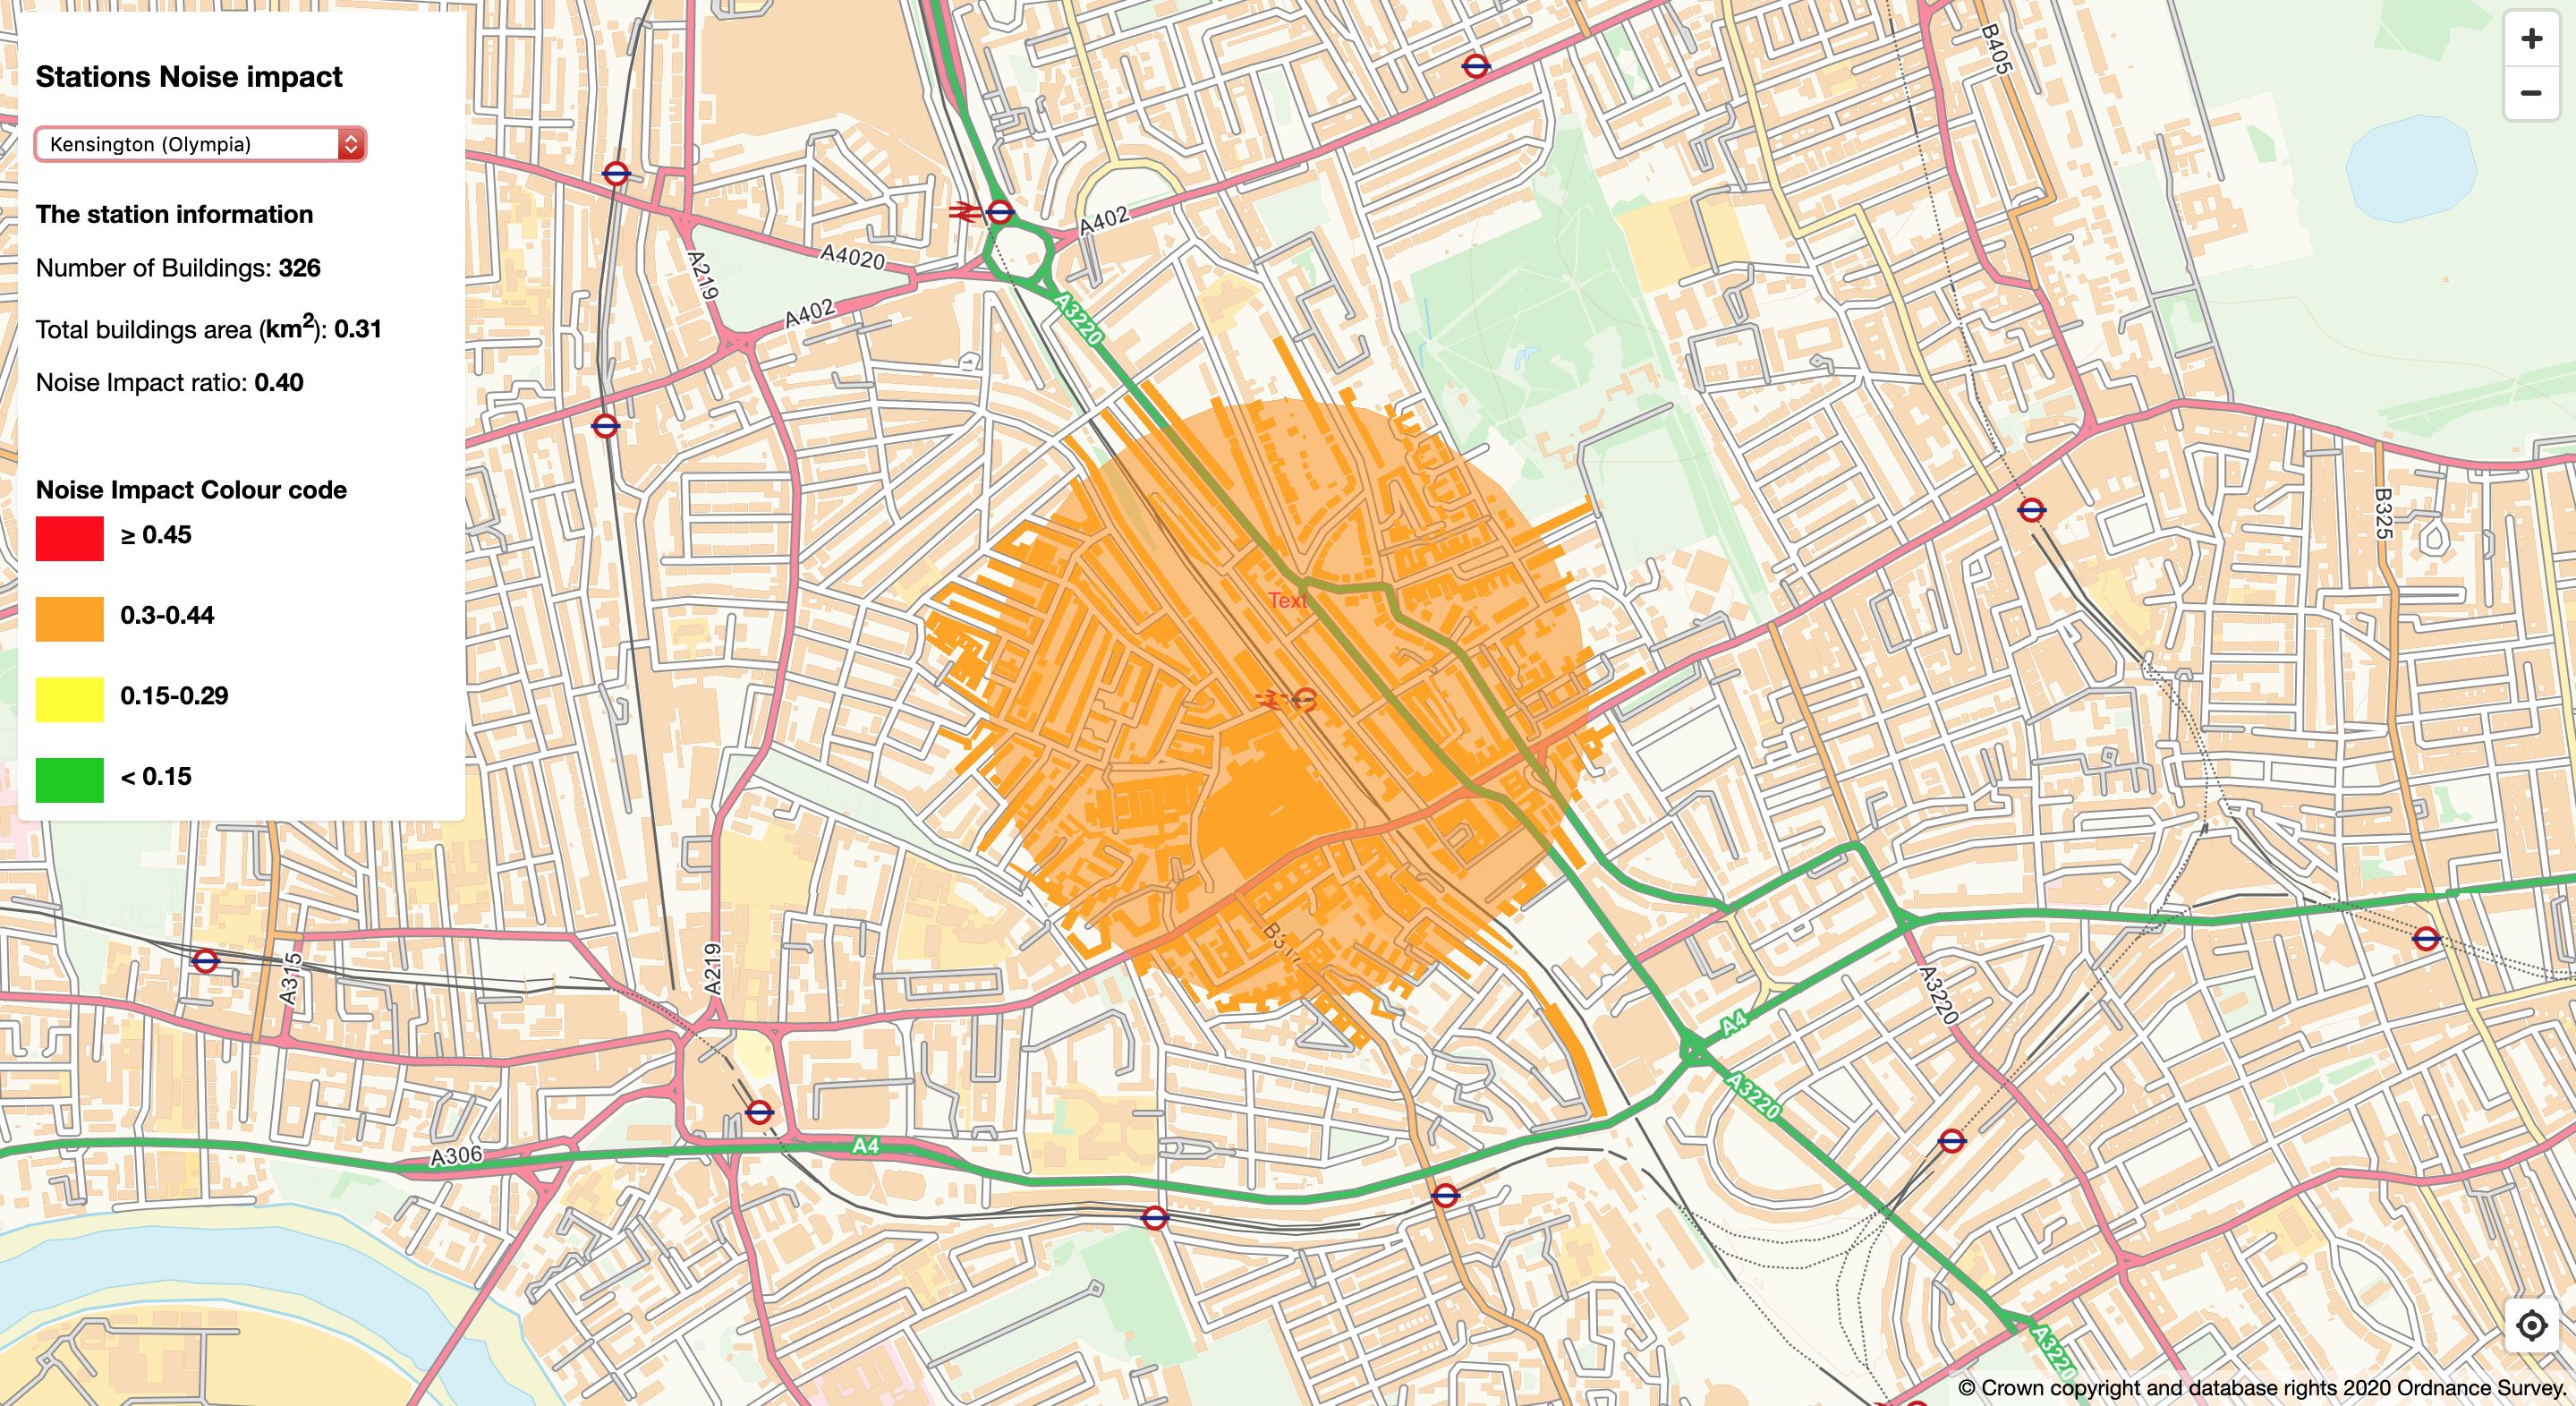 Stations Noise impact
Kensington (Olympia)
The station information
Number of Buildings: 326
Total buildings area (km²): 0.31
Noise Impact ratio: 0.40
Noise Impact Colour code
≥ 0.45
0.3-0.44
0.15-0.29
< 0.15
+
−
B405
A402
A4020
A219
A402
A3220
B325
Text
A315
A219
A3220
A4
A3220
A4
A306
A3220
© Crown copyright and database rights 2020 Ordnance Survey.